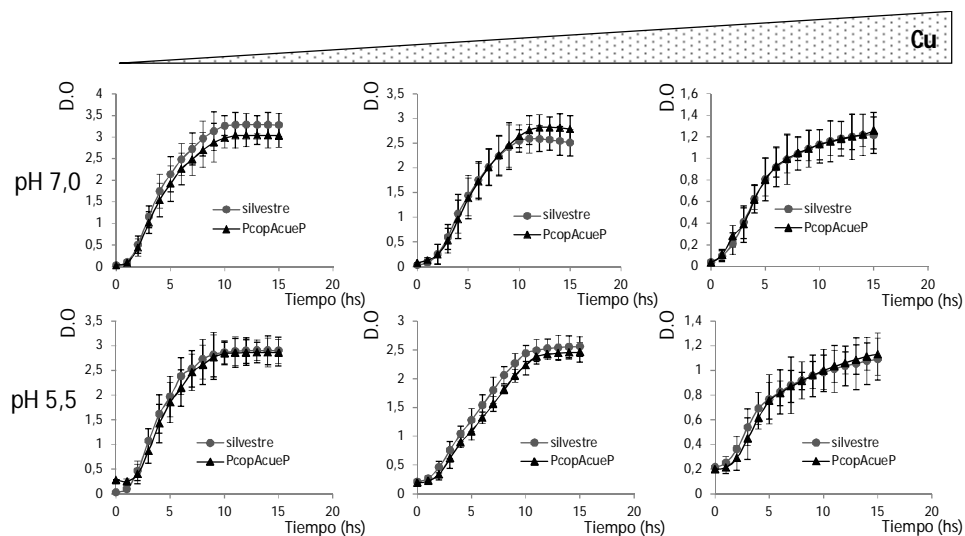 Cu
pH 7,0
D.O
4
3,5
3
2,5
2
1,5
1
0,5
0
silvestre
PcopAcueP
0 5 10 15 20
Tiempo (hs)
D.O
3,5
3
2,5
2
1,5
1
0,5
0
silvestre
PcopAcueP
0 5 10 15 20
Tiempo (hs)
D.O
1,6
1,4
1,2
1
0,8
0,6
0,4
0,2
0
silvestre
PcopAcueP
0 5 10 15 20
Tiempo (hs)
pH 5,5
D.O
3,5
3
2,5
2
1,5
1
0,5
0
silvestre
PcopAcueP
0 5 10 15 20
Tiempo (hs)
D.O
3
2,5
2
1,5
1
0,5
0
silvestre
PcopAcueP
0 5 10 15 20
Tiempo (hs)
D.O
1,4
1,2
1
0,8
0,6
0,4
0,2
0
silvestre
PcopAcueP
0 5 10 15 20
Tiempo (hs)